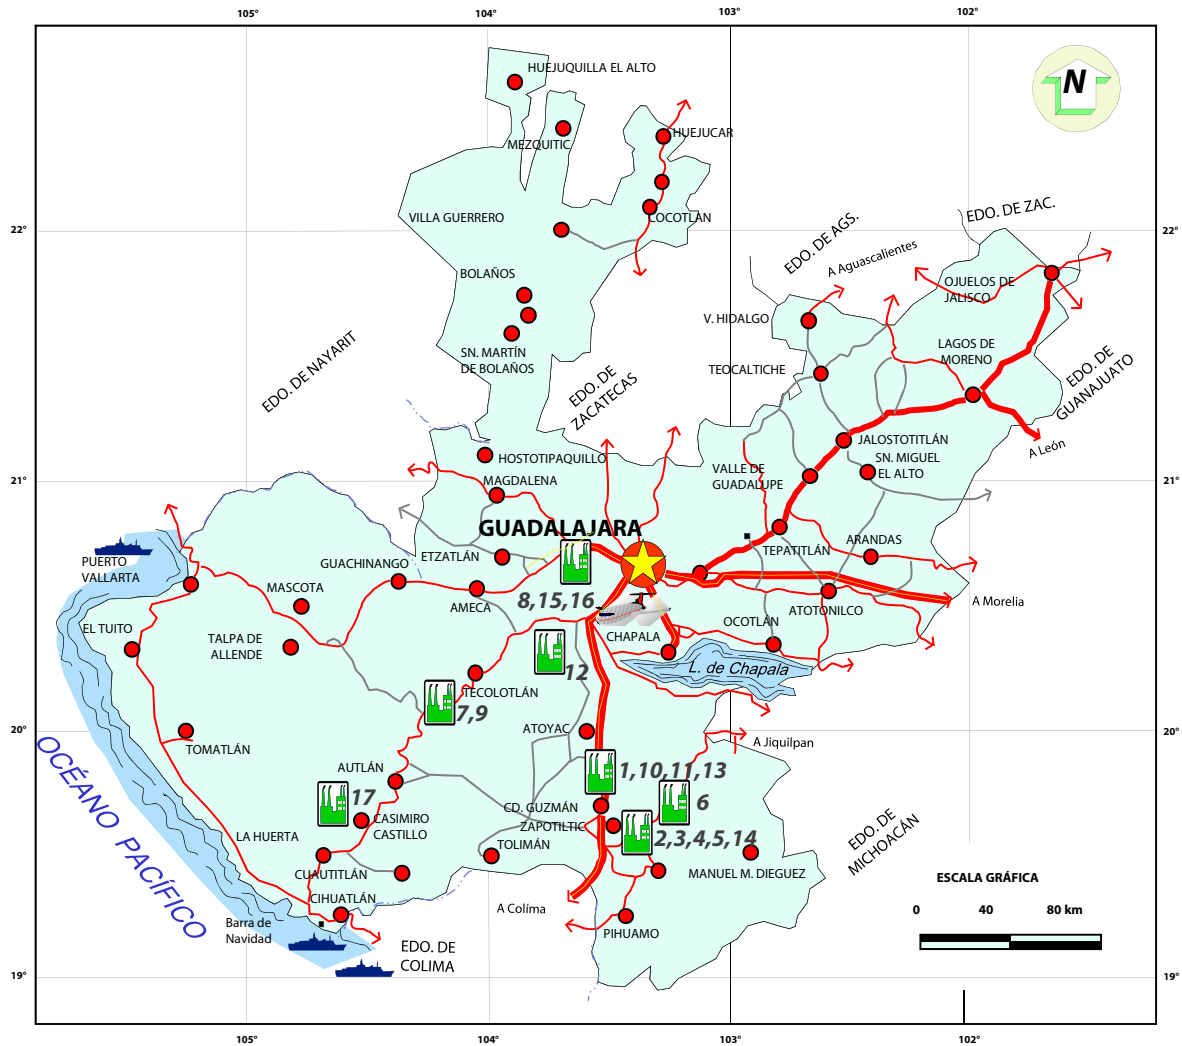 105°
104°
103°
102°
HUEJUQUILLA EL ALTO
N
HUEJUCAR
MEZQUITIC
VILLA GUERRERO
COCOTLAN
EDO. DE ZAC.
EDO. DE AGS.
22°
22°
A Aguascalientes
BOLAÑOS
OJUELOS DE
JALISCO
V. HIDALGO
EDO. DE NAYARIT
SN. MARTÍN
DE BOLAÑOS
LAGOS DE
MORENO
TEOCALTICHE
EDO. DE
ZACATECAS
EDO. DE
GUANAJUATO
JALOSTOTITLÁN
A León
HOSTOTIPAQUILLO
SN. MIGUEL
EL ALTO
VALLE DE
GUADALUPE
MAGDALENA
21°
21°
GUADALAJARA
ETZATLÁN
TEPATITLÁN
ARANDAS
PUERTO
VALLARTA
GUACHINANGO
MASCOTA
AMECA
8,15,16
A Morelia
ATOTONILCO
EL TUITO
TALPA DE
ALLENDE
CHAPALA
OCOTLÁN
12
L. de Chapala
TECOLOTLÁN
7,9
20°
20°
ATOYAC
TOMATLÁN
A Jiquilpan
OCÉANO PACÍFICO
AUTLÁN
1,10,11,13
17
6
CD. GUZMÁN
CASIMIRO
CASTILLO
ZAPOTILTIC
LA HUERTA
2,3,4,5,14
TOLIMÁN
EDO. DE
MICHOACÁN
CUAUTITLÁN
MANUEL M. DIEGUEZ
ESCALA GRÁFICA
CIHUATLÁN
A Colíma
0 40 80 km
Barra de
Navidad
PIHUAMO
EDO. DE
COLIMA
19°
19°
105°
104°
103°
102°